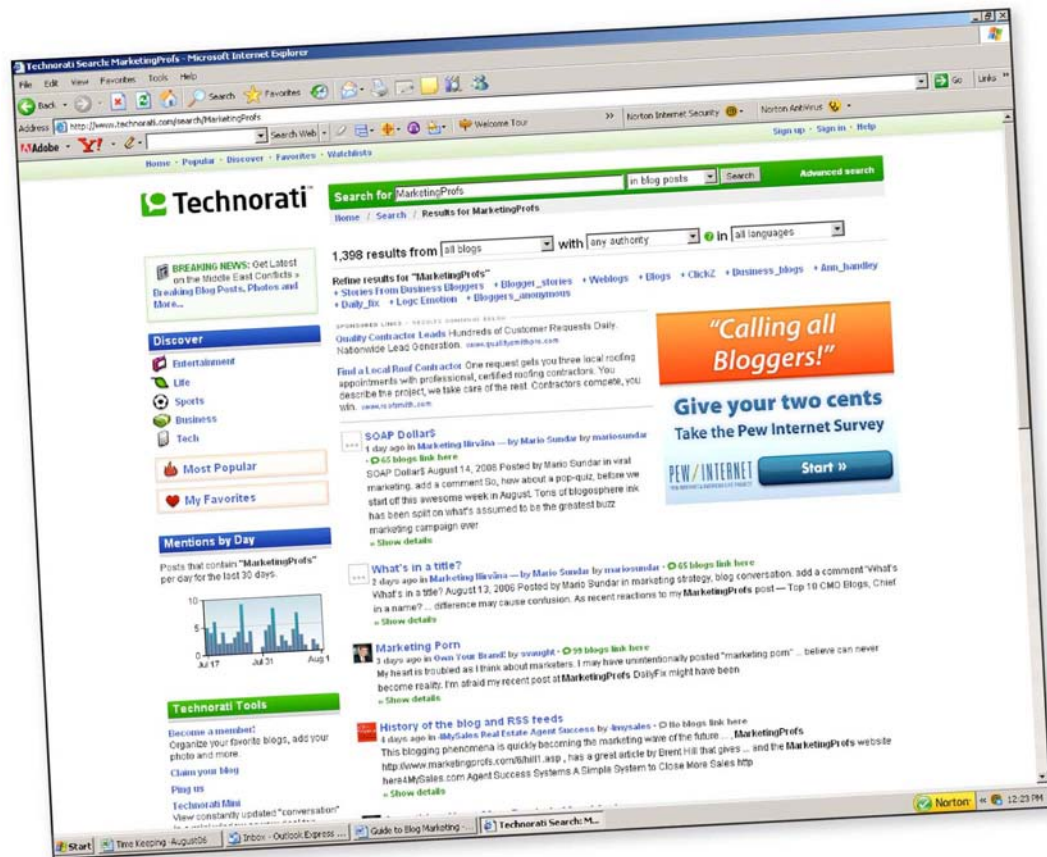 Technorati Search: MarketingProfs - Microsoft Internet Explorer
File Edit View Favorites Tools Help
Back Search Favorites
Address http://www.technorati.com/search/MarketingProfs Go Links »
Adobe Y! Search Web Welcome Tour » Norton Internet Security Norton AntiVirus
Home · Popular · Discover · Favorites · Watchlists
Sign up · Sign in · Help
Technorati™
Search for MarketingProfs in blog posts Search Advanced search
Home / Search / Results for MarketingProfs
1,398 results from all blogs with any authority in all languages
Refine results for "MarketingProfs"
+ Stories From Business Bloggers + Blogger_stories + Weblogs + Blogs + ClickZ + Business_blogs + Ann_handley
+ Daily_fix + Logic Emotion + Bloggers_anonymous
BREAKING NEWS: Get Latest
on the Middle East Conflicts »
Breaking Blog Posts, Photos and
More...
Discover
Entertainment
Life
Sports
Business
Tech
Most Popular
My Favorites
Mentions by Day
Posts that contain "MarketingProfs"
per day for the last 30 days.
10
5
0
Jul 17 Jul 31 Aug 1
Technorati Tools
Become a member!
Organize your favorite blogs, add your
photo and more.
Claim your blog
Ping us
Technorati Mini
View constantly updated "conversation"
SPONSORED LINKS
Quality Contractor Leads Hundreds of Customer Requests Daily.
Nationwide Lead Generation.
Find a Local Roof Contractor One request gets you three local roofing
appointments with professional, certified roofing contractors. You
describe the project, we take care of the rest. Contractors compete, you
win.
"Calling all
Bloggers!"
Give your two cents
Take the Pew Internet Survey
PEW/INTERNET
Start »
SOAP Dollar$
1 day ago in Marketing Nirvana — by Mario Sundar by mariosundar
· 65 blogs link here
SOAP Dollar$ August 14, 2006 Posted by Mario Sundar in viral
marketing. add a comment So, how about a pop-quiz, before we
start off this awesome week in August. Tons of blogosphere ink
has been spilt on what's assumed to be the greatest buzz
marketing campaign ever
» Show details
What's in a title?
2 days ago in Marketing Nirvana — by Mario Sundar by mariosundar · 65 blogs link here
What's in a title? August 13, 2006 Posted by Mario Sundar in marketing strategy, blog conversation. add a comment 'What's
in a name? ... difference may cause confusion. As recent reactions to my MarketingProfs post — Top 10 CMO Blogs, Chief
» Show details
Marketing Porn
3 days ago in Own Your Brand! by svaught · 99 blogs link here
My heart is troubled as I think about marketers. I may have unintentionally posted "marketing porn" ... believe can never
become reality. I'm afraid my recent post at MarketingProfs DailyFix might have been
» Show details
History of the blog and RSS feeds
4 days ago in 4MySales Real Estate Agent Success by 4mysales · No blogs link here
This blogging phenomena is quickly becoming the marketing wave of the future ... , MarketingProfs
http://www.marketingprofs.com/6/hill1.asp , has a great article by Brent Hill that gives ... and the MarketingProfs website
here4MySales.com Agent Success Systems A Simple System to Close More Sales http
» Show details
Start Time Keeping -August06 Inbox - Outlook Express ... Guide to Blog Marketing -... Technorati Search: M... Norton « 12:23 PM